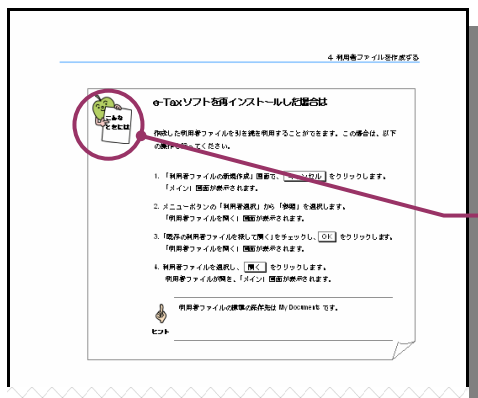 4 利用者ファイルを作成する
e-Taxソフトを再インストールした場合は
こんな
ときには
作成した利用者ファイルを引き続き利用することができます。この場合は、以下
の操作を行ってください。
1. 「利用者ファイルの新規作成」画面で、 キャンセル をクリックします。
「メイン」画面が表示されます。
2. メニューボタンの「利用者選択」から「参照」を選択します。
「利用者ファイルを開く」画面が表示されます。
3. 「既存の利用者ファイルを探して開く」をチェックし、 OK をクリックします。
「利用者ファイルを開く」画面が表示されます。
4. 利用者ファイルを選択し、 開く をクリックします。
利用者ファイルが開き、「メイン」画面が表示されます。
利用者ファイルの標準の保存先は My Documents です。
ヒント